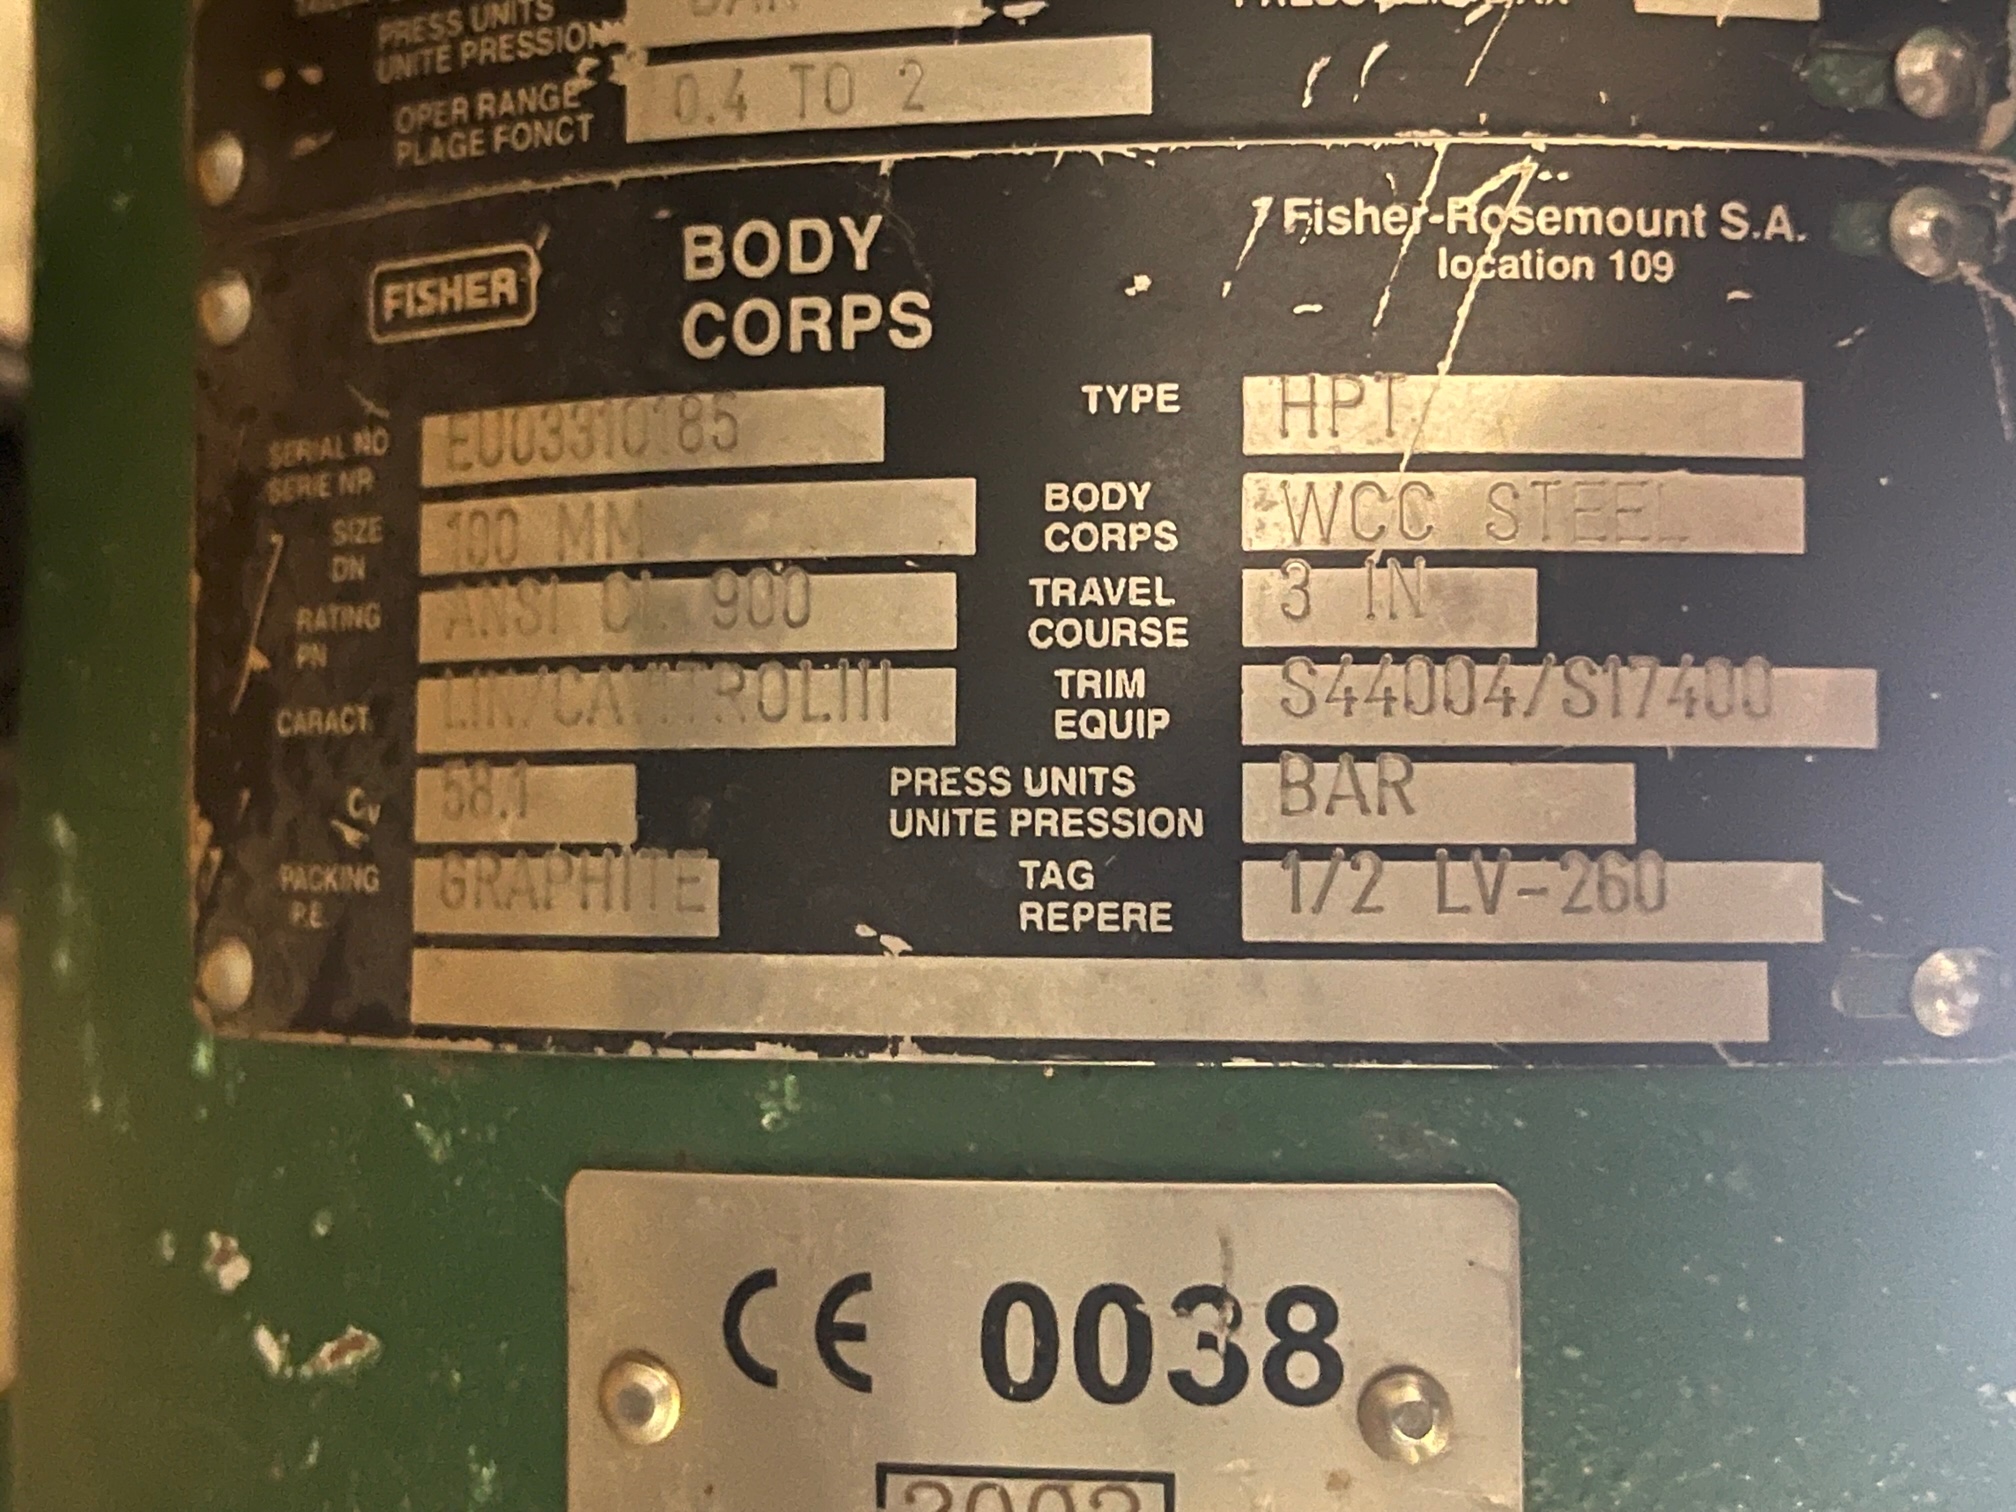 PRESS UNITS
UNITE PRESSION
BAR
OPER RANGE
PLAGE FONCT
0.4 TO 2
FISHER
BODY
CORPS
Fisher-Rosemount S.A.
location 109
SERIAL NO
SERIE NR
EU03310185
TYPE
HPT
SIZE
DN
100 MM
BODY
CORPS
WCC STEEL
RATING
PN
ANSI CL 900
TRAVEL
COURSE
3 IN
CARACT.
LIN/CAVITROLIII
TRIM
EQUIP
S44004/S17400
Cv
58.1
PRESS UNITS
UNITE PRESSION
BAR
PACKING
P.E.
GRAPHITE
TAG
REPERE
1/2 LV-260
CE 0038